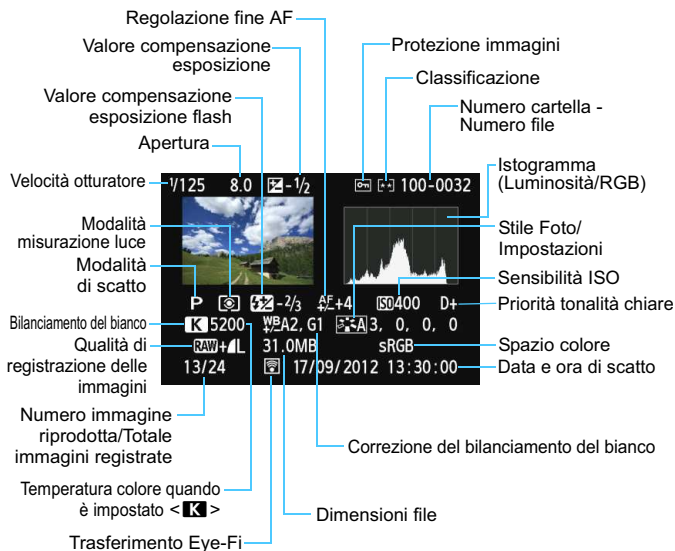 Regolazione fine AF
Valore compensazione
esposizione
Valore compensazione
esposizione flash
Apertura
Velocità otturatore
Modalità
misurazione luce
Modalità
di scatto
Bilanciamento del bianco
Qualità di
registrazione delle
immagini
Numero immagine
riprodotta/Totale
immagini registrate
Temperatura colore quando
è impostato <K>
Trasferimento Eye-Fi
Protezione immagini
Classificazione
Numero cartella -
Numero file
Istogramma
(Luminosità/RGB)
Stile Foto/
Impostazioni
Sensibilità ISO
Priorità tonalità chiare
Spazio colore
Data e ora di scatto
Correzione del bilanciamento del bianco
Dimensioni file
1/125 8.0 -1/2 100-0032
P -2/3 AF+4 ISO400 D+
K 5200 WB A2, G1 A 3, 0, 0, 0
RAW+L 31.0MB sRGB
13/24 17/09/2012 13:30:00